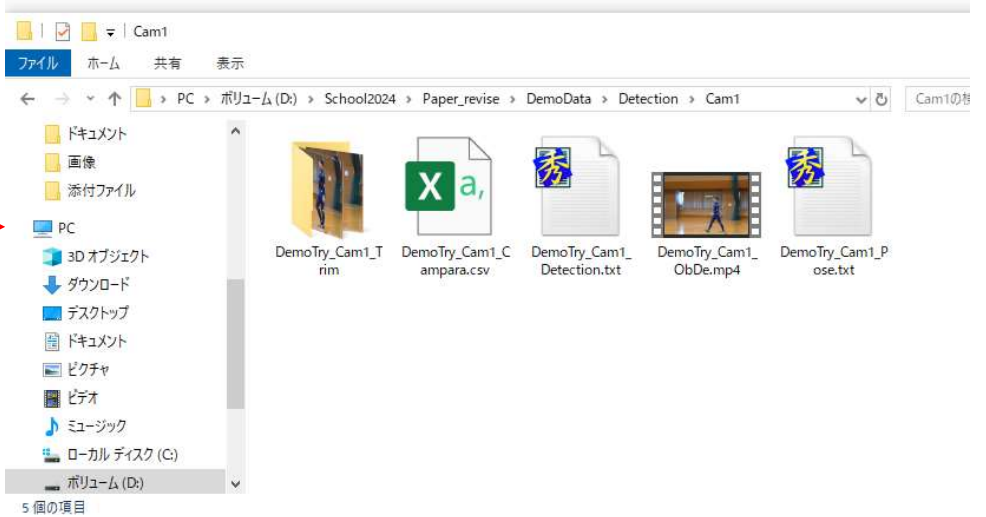 Cam1
ファイル ホーム 共有 表示
PC > ボリューム (D:) > School2024 > Paper_revise > DemoData > Detection > Cam1
Cam1の検
ドキュメント
画像
添付ファイル
PC
3D オブジェクト
ダウンロード
デスクトップ
ドキュメント
ピクチャ
ビデオ
ミュージック
ローカル ディスク (C:)
ボリューム (D:)
a,
X
秀
秀
DemoTry_Cam1_T
rim
DemoTry_Cam1_C
ampara.csv
DemoTry_Cam1_
Detection.txt
DemoTry_Cam1_
ObDe.mp4
DemoTry_Cam1_P
ose.txt
5 個の項目